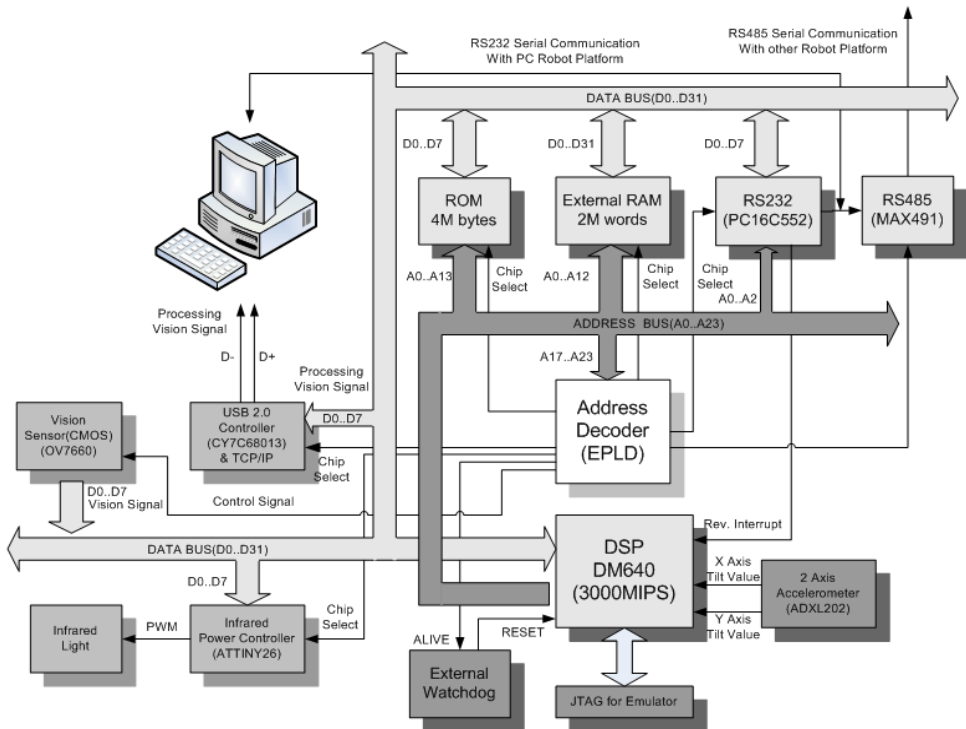 RS232 Serial Communication
With PC Robot Platform
RS485 Serial Communication
With other Robot Platform
DATA BUS(D0..D31)
D0..D7
D0..D31
D0..D7
ROM
4M bytes
External RAM
2M words
RS232
(PC16C552)
RS485
(MAX491)
A0..A13
Chip
Select
A0..A12
Chip
Select
Chip
Select
A0..A2
ADDRESS BUS(A0..A23)
Processing
Vision Signal
D-
D+
Processing
Vision Signal
A17..A23
Vision
Sensor(CMOS)
(OV7660)
USB 2.0
Controller
(CY7C68013)
& TCP/IP
D0..D7
Chip
Select
Address
Decoder
(EPLD)
D0..D7
Vision Signal
Control Signal
DATA BUS(D0..D31)
Rev. Interrupt
DSP
DM640
(3000MIPS)
X Axis
Tilt Value
Y Axis
Tilt Value
2 Axis
Accelerometer
(ADXL202)
D0..D7
Infrared
Light
PWM
Infrared
Power Controller
(ATTINY26)
Chip
Select
ALIVE
RESET
External
Watchdog
JTAG for Emulator